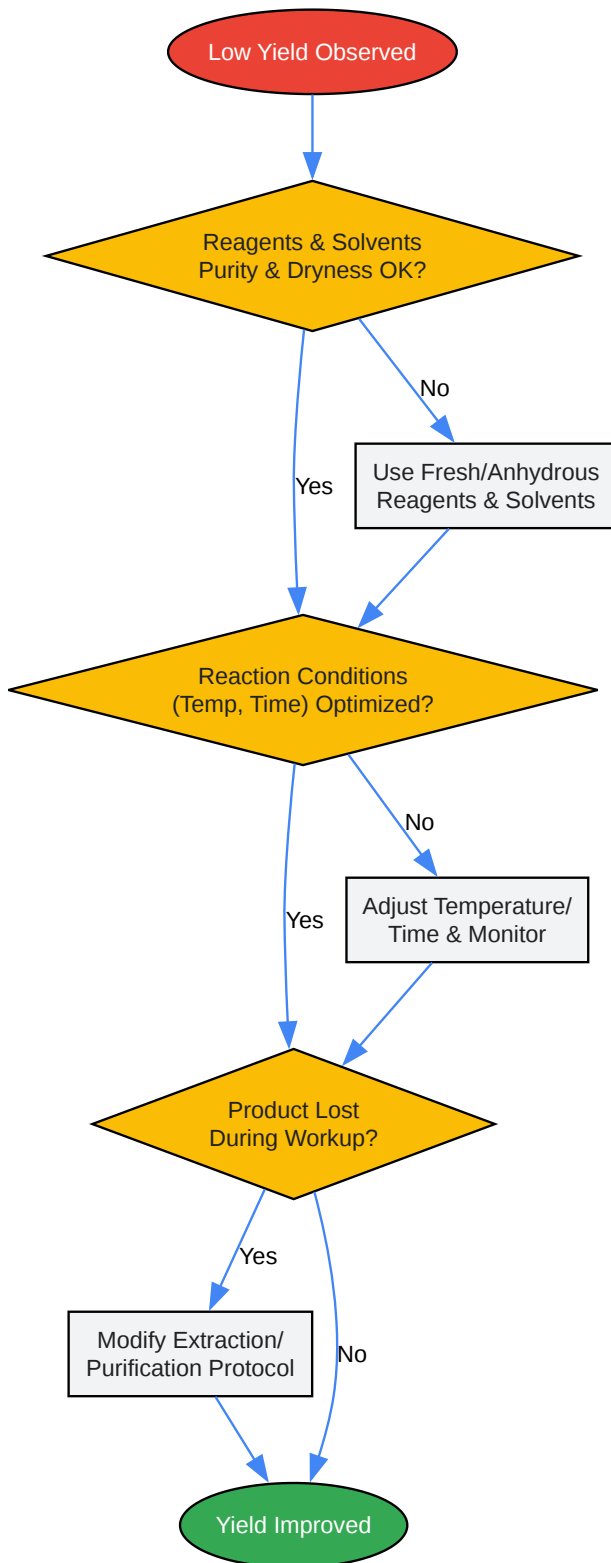 Low Yield Observed
Reagents & Solvents
Purity & Dryness OK?
No
Use Fresh/Anhydrous
Reagents & Solvents
Yes
Reaction Conditions
(Temp, Time) Optimized?
No
Adjust Temperature/
Time & Monitor
Yes
Product Lost
During Workup?
Yes
Modify Extraction/
Purification Protocol
No
Yield Improved